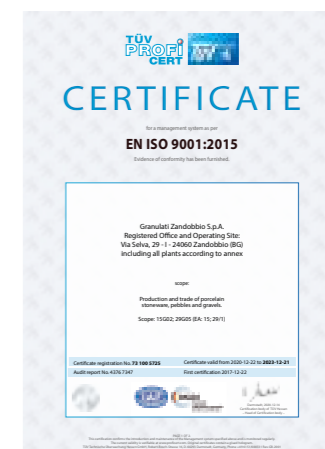 TÜV
PROFI
CERT
CERTIFICATE
for a management system as per
EN ISO 9001:2015
Evidence of conformity has been furnished.
Granulati Zandobbio S.p.A.
Registered Office and Operating Site:
Via Selva, 29 - I - 24060 Zandobbio (BG)
including all plants according to annex
scope:
Production and trade of porcelain
stoneware, pebbles and gravels.
Scope: 15G02; 29G05 (EA: 15; 29/1)
Certificate registration No. 73 100 5725 Certificate valid from 2020-12-22 to 2023-12-21
Audit report No. 4376 7347 First certification 2017-12-22